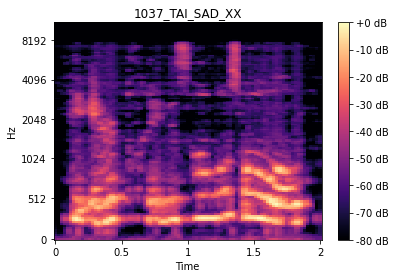 1037_TAI_SAD_XX
+0 dB
8192
-10 dB
4096
-20 dB
-30 dB
2048
Hz
-40 dB
1024
-50 dB
512
-60 dB
-70 dB
0
-80 dB
0
0.5
1
1.5
2
Time